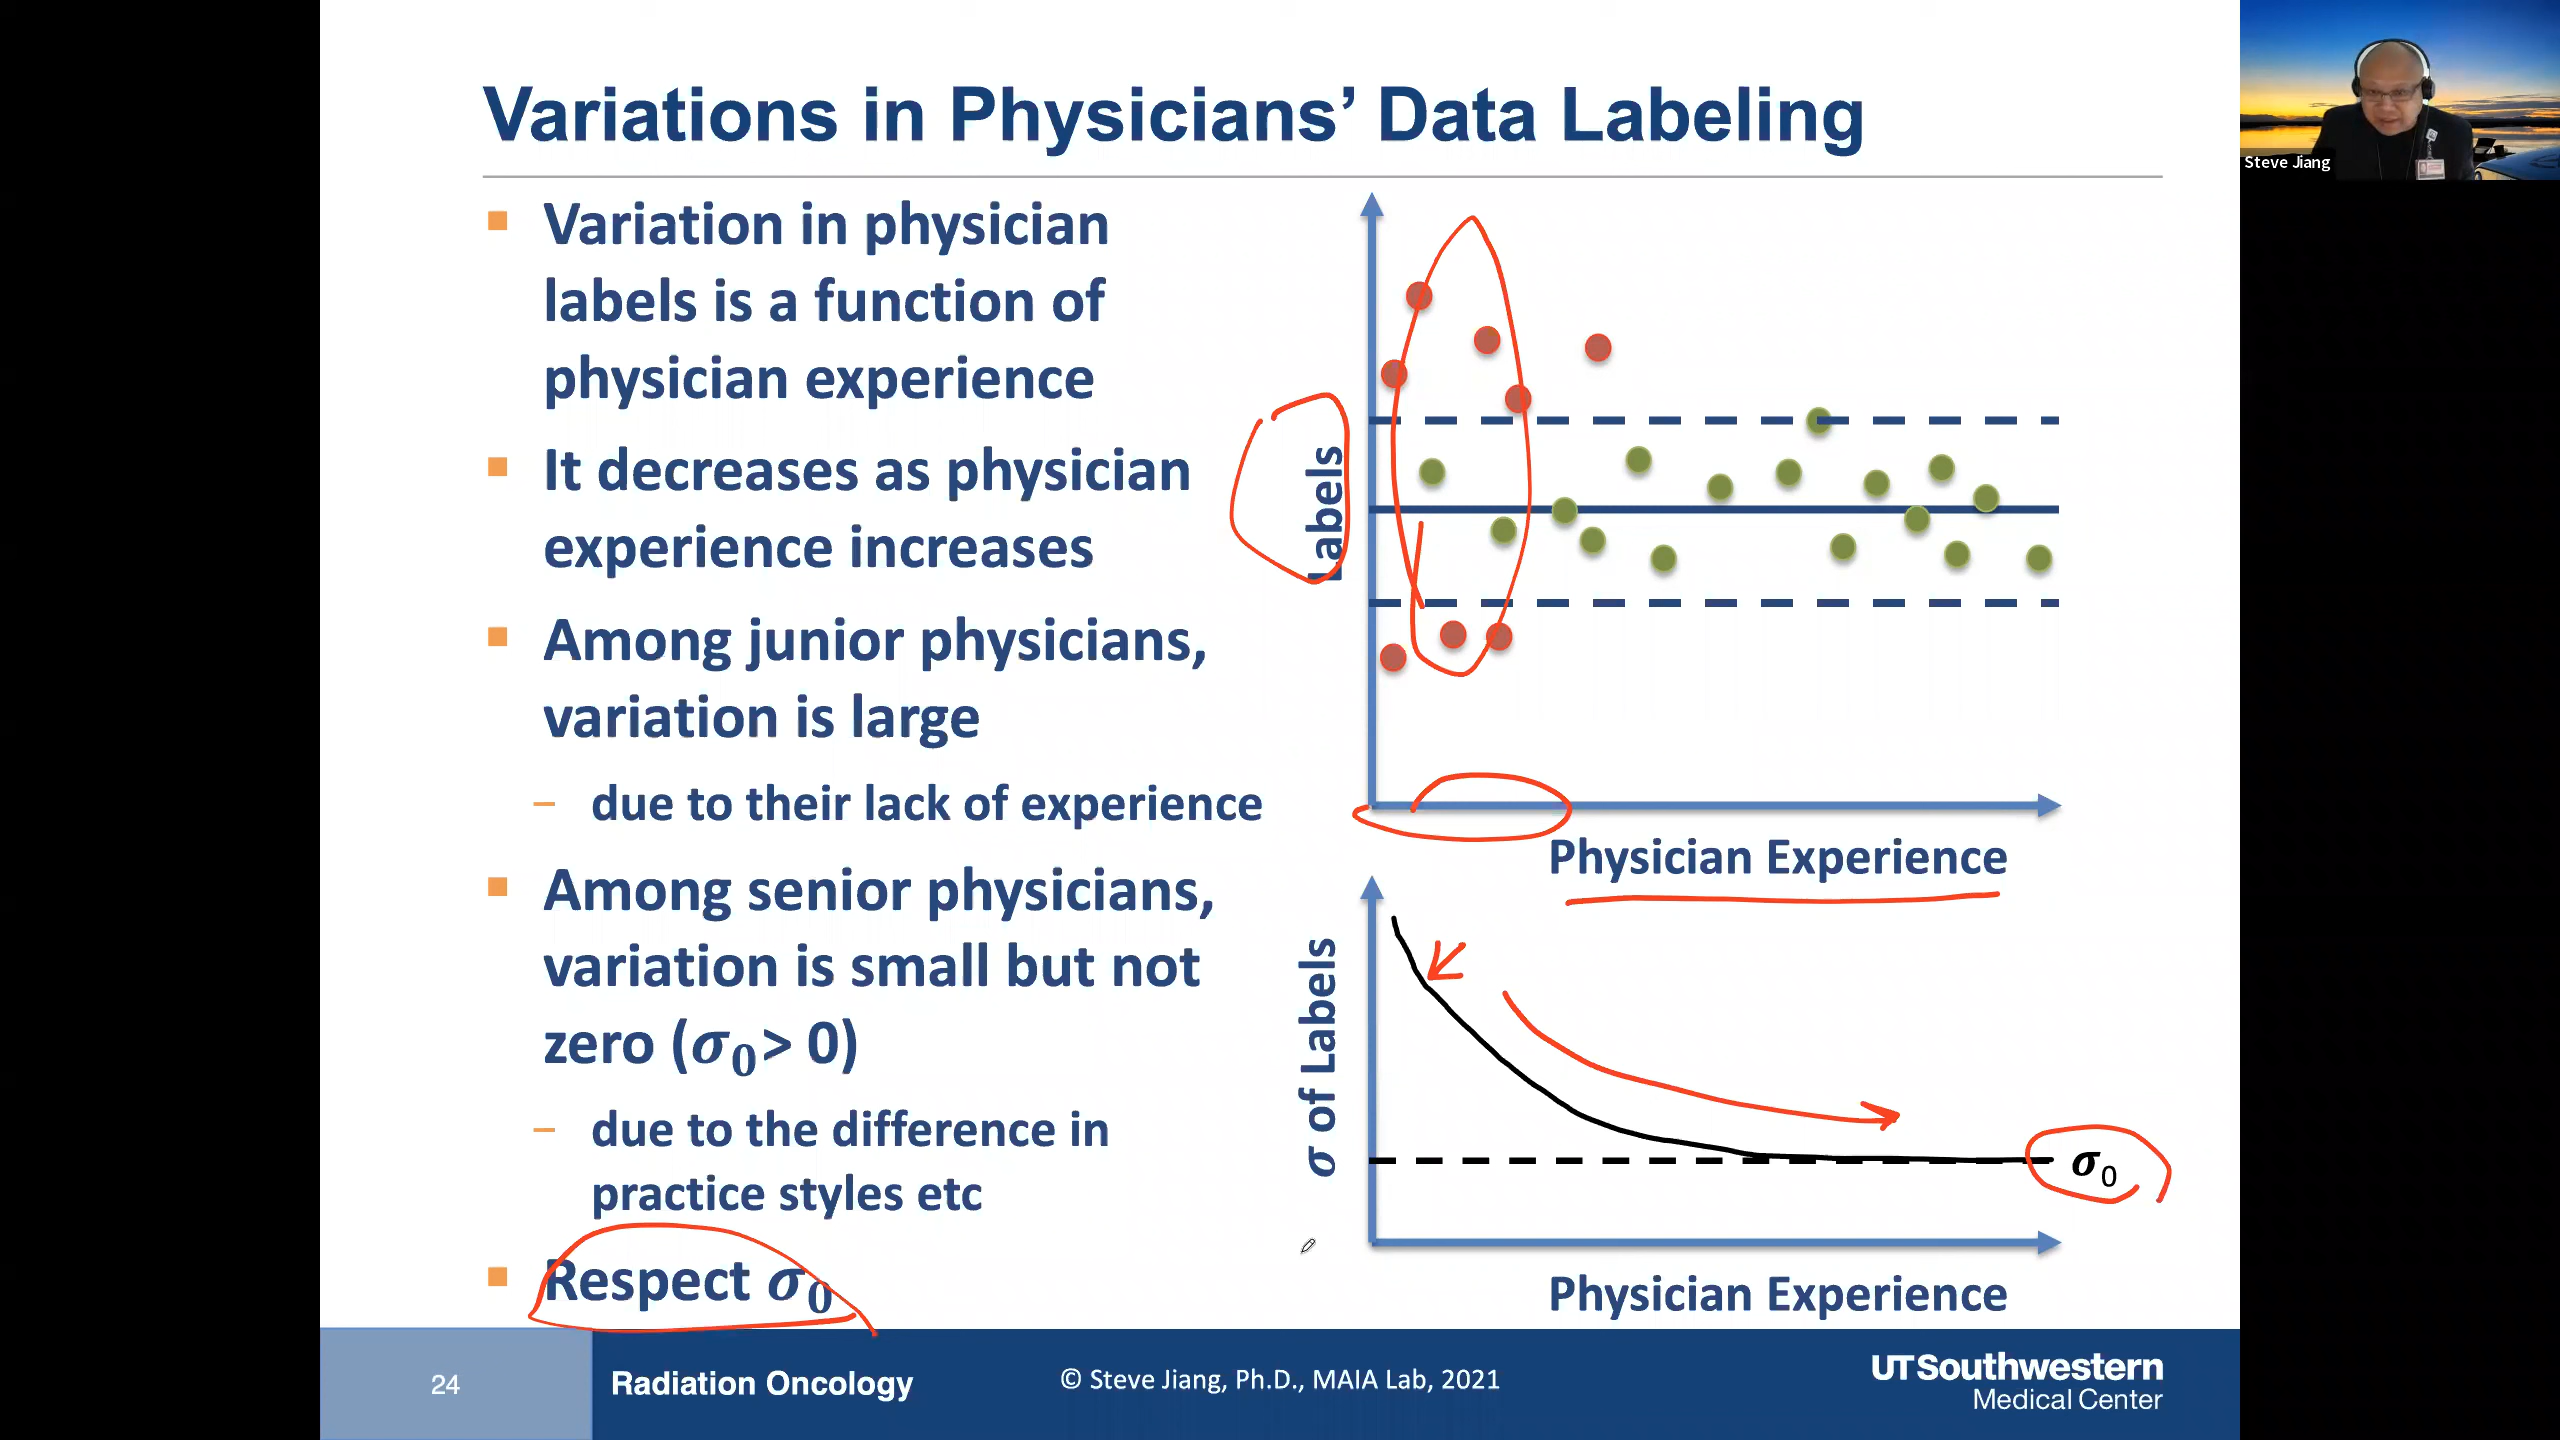 Variations in Physicians’ Data Labeling
Steve Jiang
Variation in physician
labels is a function of
physician experience
It decreases as physician
experience increases
Among junior physicians,
variation is large
– due to their lack of experience
Among senior physicians,
variation is small but not
zero (σ₀> 0)
– due to the difference in
practice styles etc
Respect σ₀
Labels
Physician Experience
σ of Labels
σ₀
Physician Experience
24
Radiation Oncology
© Steve Jiang, Ph.D., MAIA Lab, 2021
UTSouthwestern
Medical Center